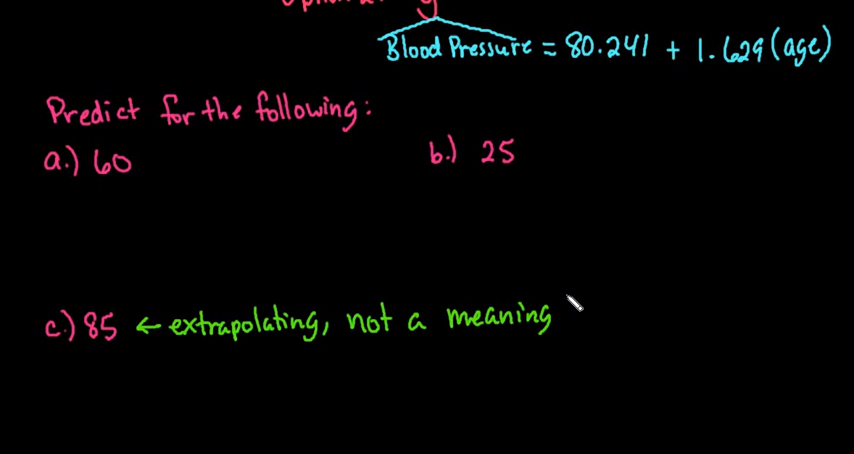 Blood Pressure = 80.241 + 1.629 (age)
Predict for the following:
a.) 60 b.) 25
c.) 85 ← extrapolating, not a meaning